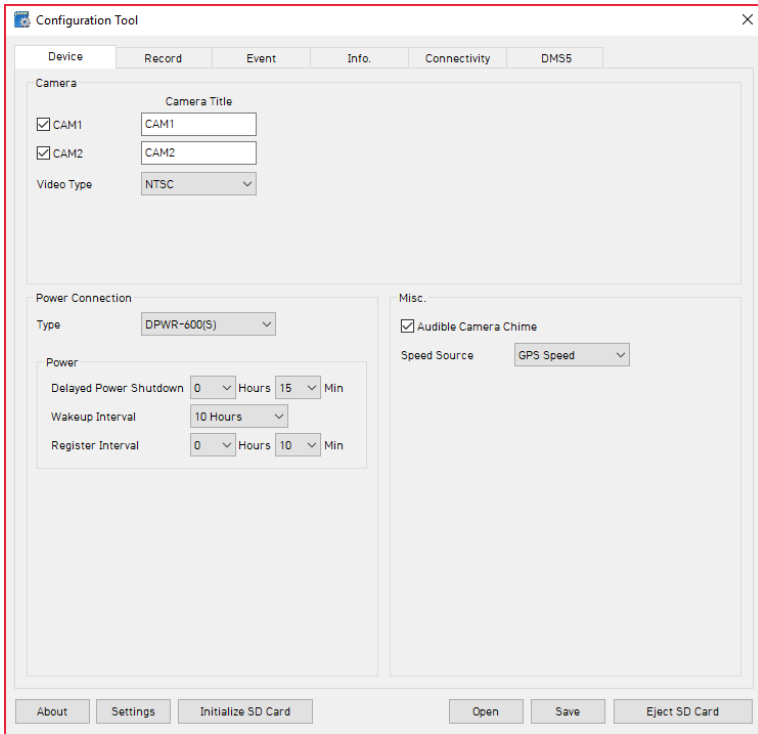 Configuration Tool
Device Record Event Info. Connectivity DMS5
Camera
Camera Title
CAM1 CAM1
CAM2 CAM2
Video Type NTSC
Power Connection
Type DPWR-600(S)
Power
Delayed Power Shutdown 0 Hours 15 Min
Wakeup Interval 10 Hours
Register Interval 0 Hours 10 Min
Misc.
Audible Camera Chime
Speed Source GPS Speed
About Settings Initialize SD Card Open Save Eject SD Card